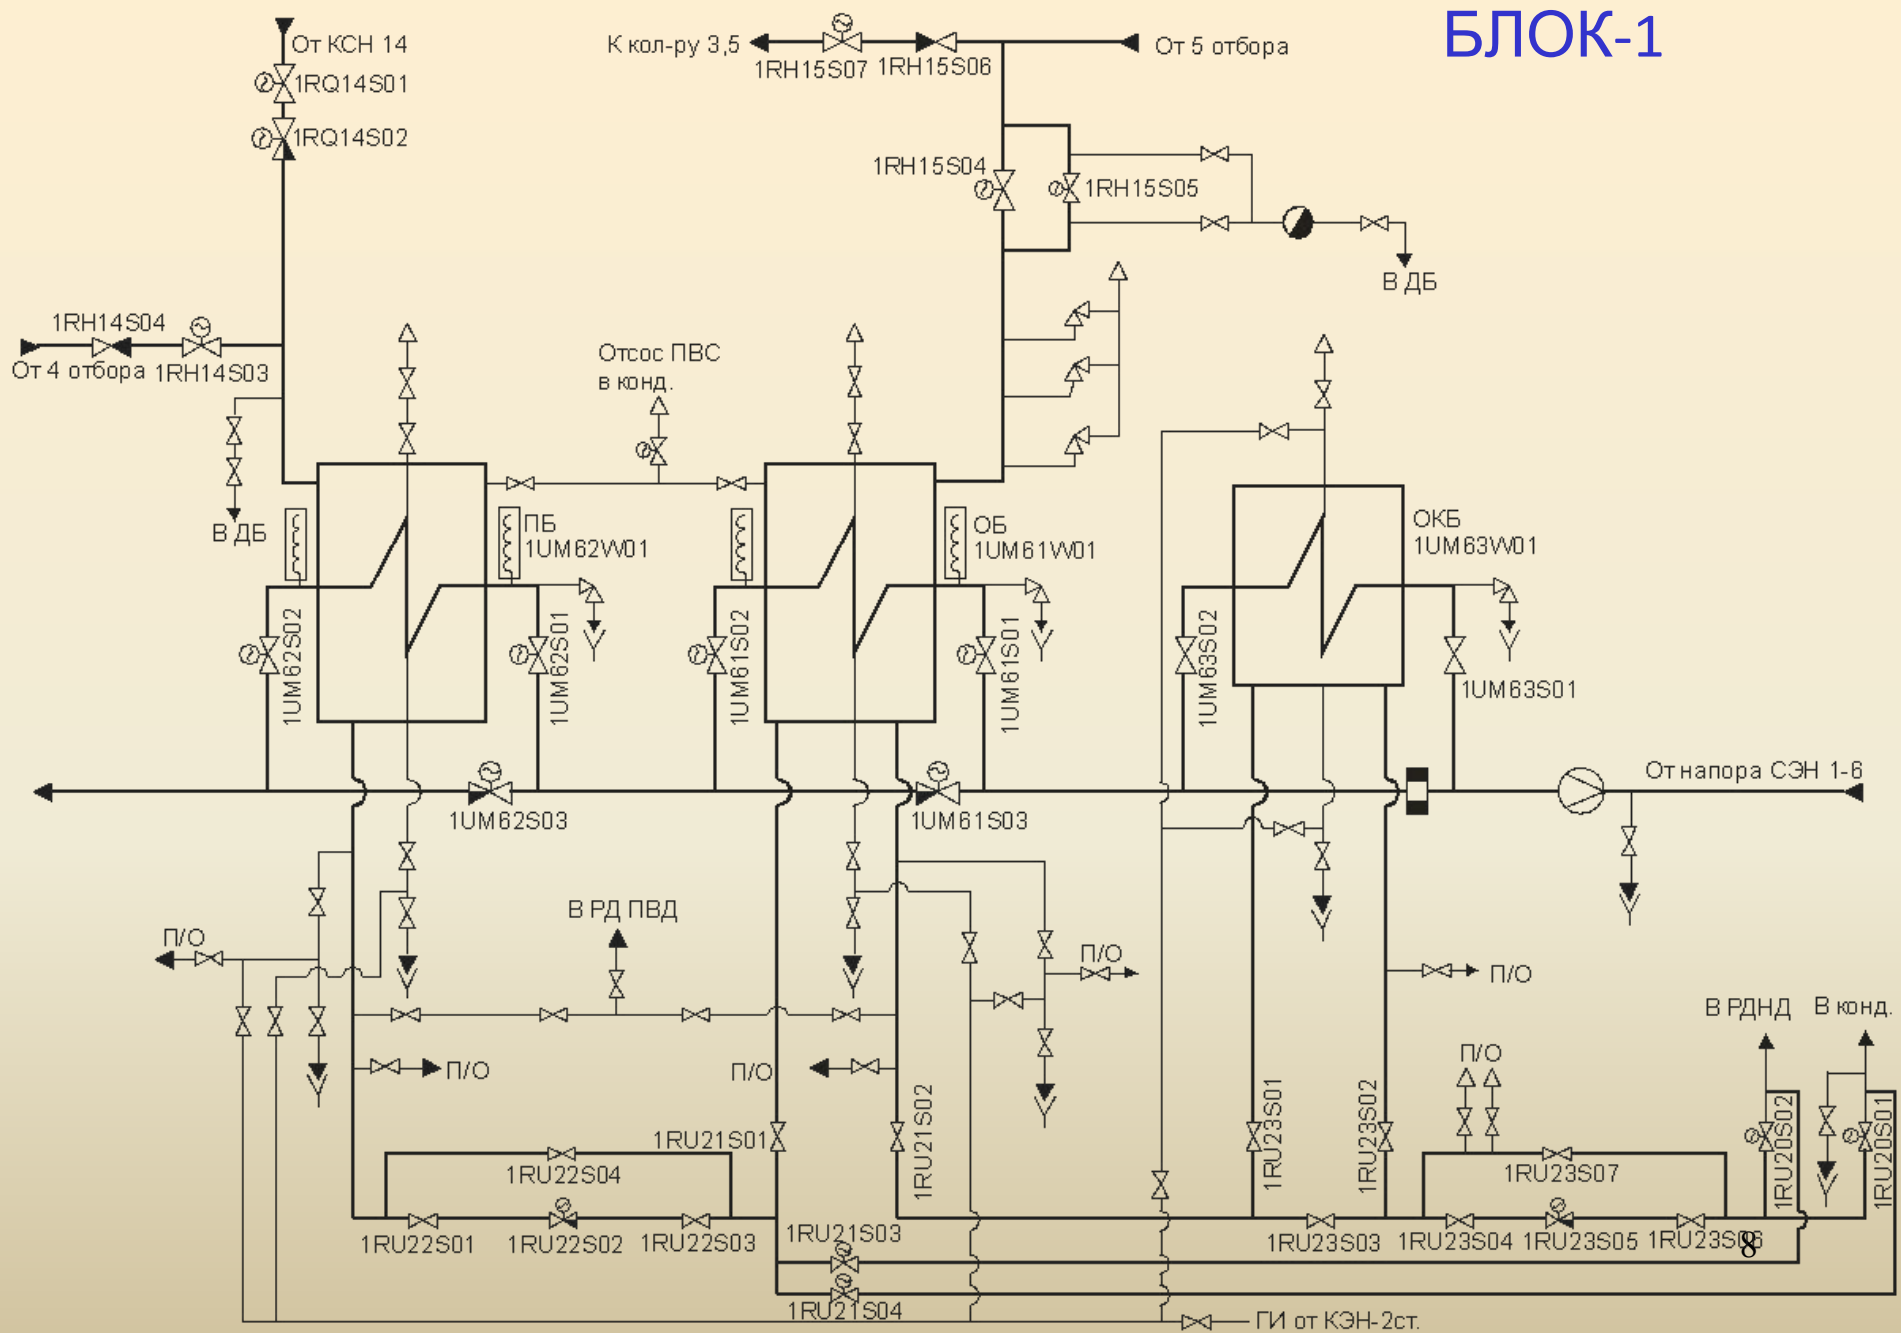 БЛОК-1
От КСН 14
1RQ14S01
1RQ14S02
К кол-ру 3,5
1RH15S07
1RH15S06
От 5 отбора
1RH15S04
1RH15S05
В ДБ
1RH14S04
От 4 отбора
1RH14S03
Отсос ПВС
в конд.
В ДБ
ПБ
1UM62W01
ОБ
1UM61W01
ОКБ
1UM63W01
1UM62S02
1UM62S01
1UM61S02
1UM61S01
1UM63S02
1UM63S01
1UM62S03
1UM61S03
От напора СЭН 1-6
В РД ПВД
П/О
П/О
П/О
П/О
П/О
П/О
В РДНД
В конд.
1RU21S01
1RU21S02
1RU23S01
1RU23S02
1RU20S02
1RU20S01
1RU22S04
1RU23S07
1RU22S01
1RU22S02
1RU22S03
1RU21S03
1RU23S03
1RU23S04
1RU23S05
1RU23S06
8
1RU21S04
ГИ от КЭН-2ст.